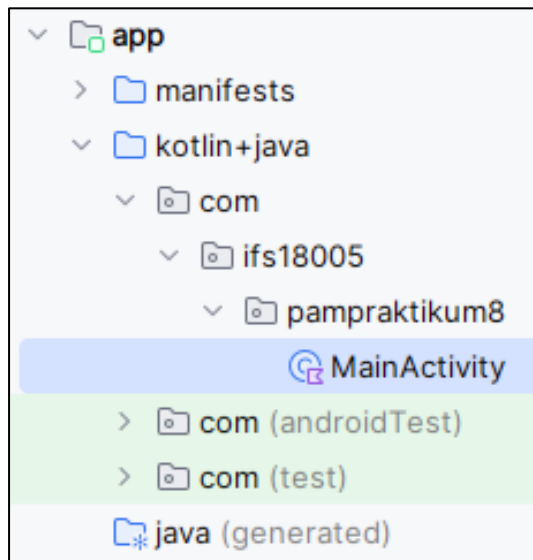 app
manifests
kotlin+java
com
ifs18005
pampraktikum8
MainActivity
com (androidTest)
com (test)
java (generated)